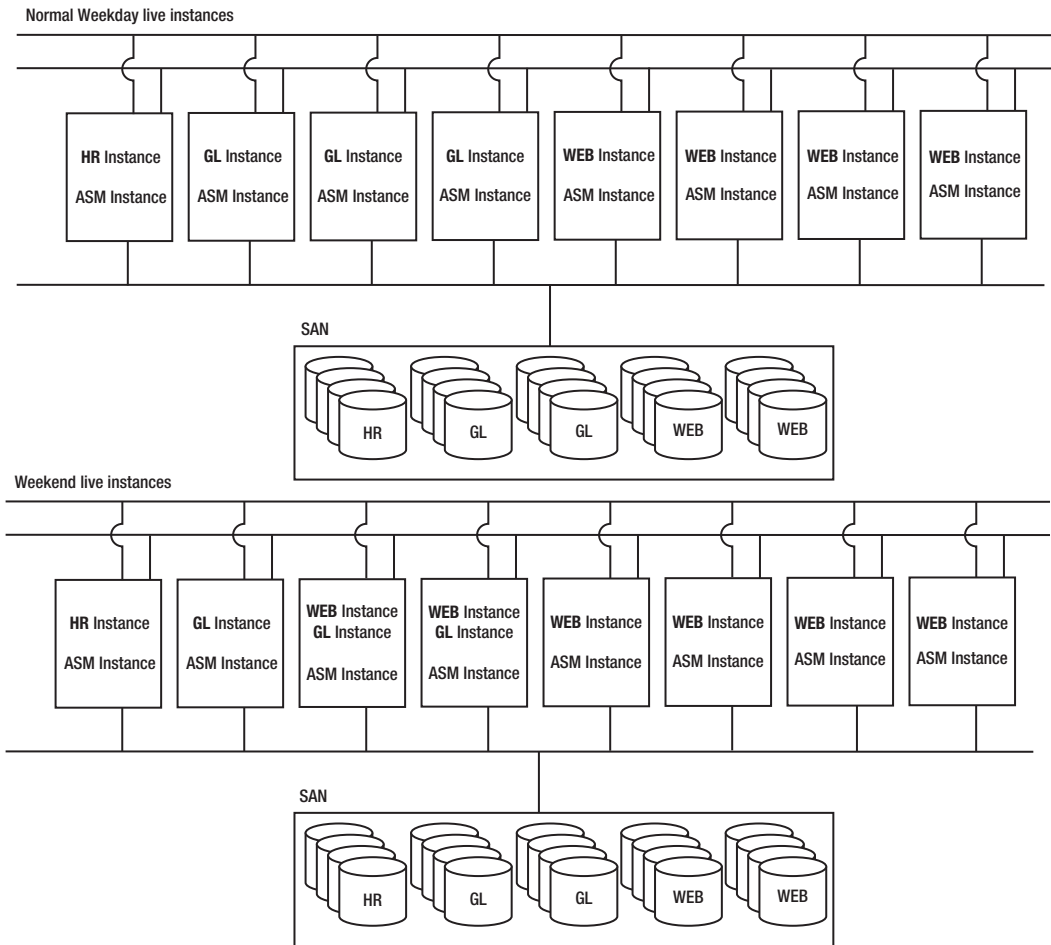 Normal Weekday live instances
HR Instance
ASM Instance
GL Instance
ASM Instance
GL Instance
ASM Instance
GL Instance
ASM Instance
WEB Instance
ASM Instance
WEB Instance
ASM Instance
WEB Instance
ASM Instance
WEB Instance
ASM Instance
SAN
HR
GL
GL
WEB
WEB
Weekend live instances
HR Instance
ASM Instance
GL Instance
ASM Instance
WEB Instance
GL Instance
ASM Instance
WEB Instance
GL Instance
ASM Instance
WEB Instance
ASM Instance
WEB Instance
ASM Instance
WEB Instance
ASM Instance
WEB Instance
ASM Instance
SAN
HR
GL
GL
WEB
WEB